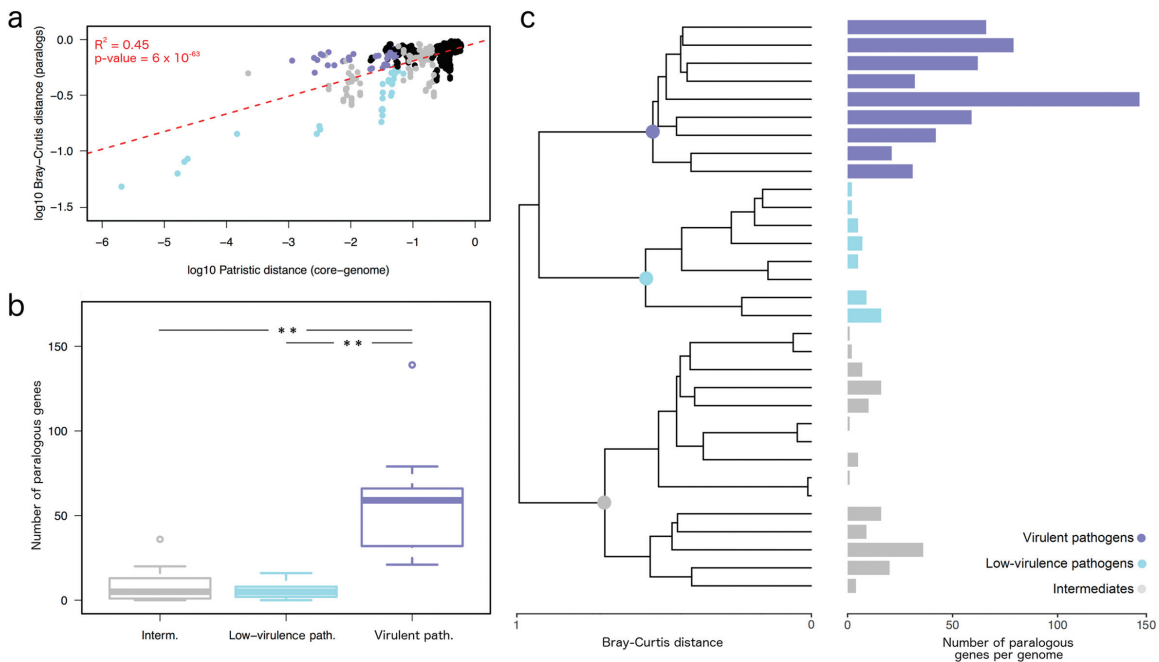 a
R² = 0.45
p-value = 6 x 10⁻⁶³
log10 Bray–Crutis distance (paralogs)
0.0
−0.5
−1.0
−1.5
−6 −5 −4 −3 −2 −1 0
log10 Patristic distance (core-genome)
b
Number of paralogous genes
150
100
50
0
* *
* *
Interm. Low-virulence path. Virulent path.
c
1 0
Bray-Curtis distance
0 50 100 150
Number of paralogous
genes per genome
Virulent pathogens
Low-virulence pathogens
Intermediates